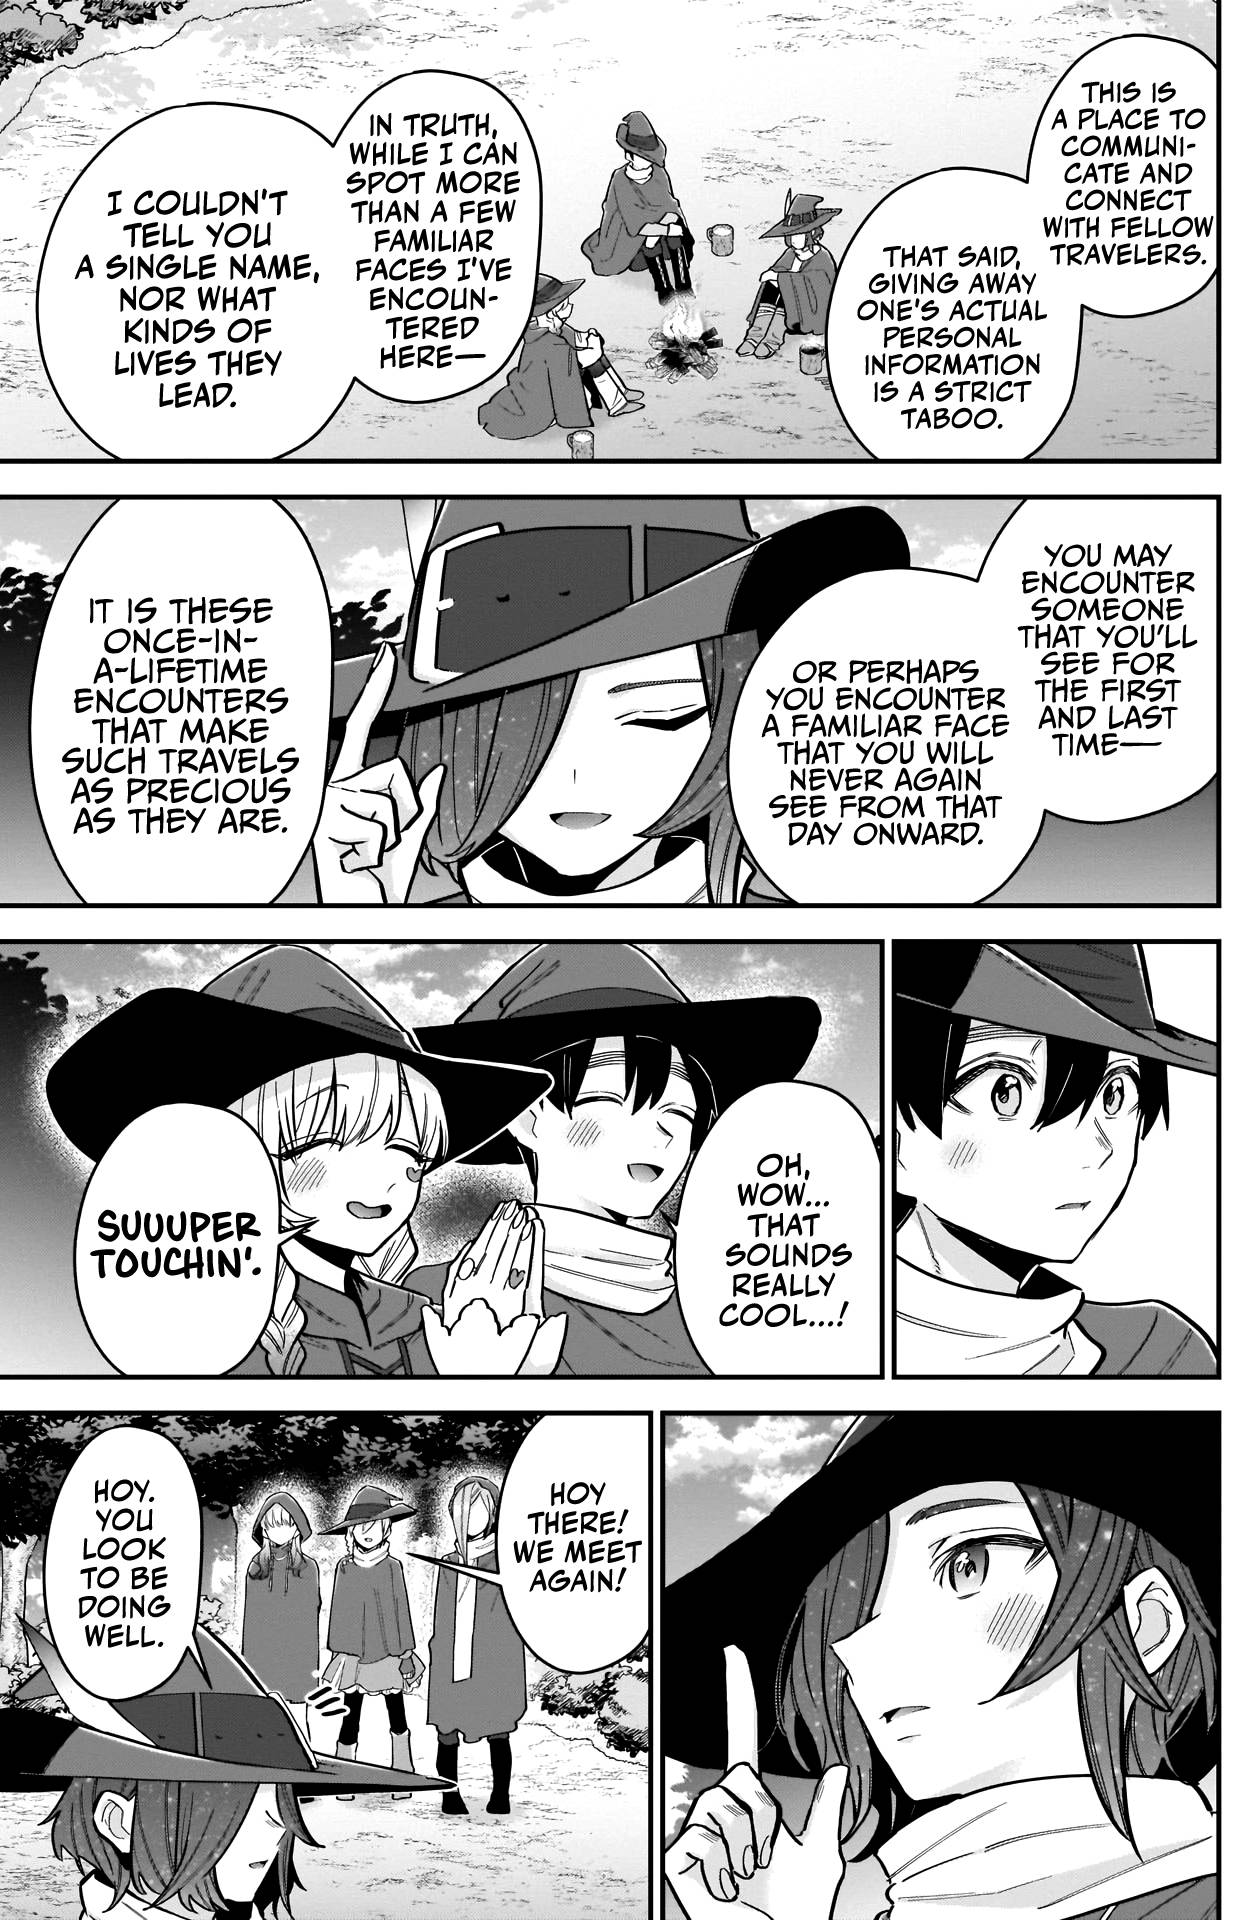 THIS IS
A PLACE TO
COMMUNI-
CATE AND
CONNECT
WITH FELLOW
TRAVELERS.
THAT SAID,
GIVING AWAY
ONE'S ACTUAL
PERSONAL
INFORMATION
IS A STRICT
TABOO.
IN TRUTH,
WHILE I CAN
SPOT MORE
THAN A FEW
FAMILIAR
FACES I'VE
ENCOUN-
TERED
HERE—
I COULDN'T
TELL YOU
A SINGLE NAME,
NOR WHAT
KINDS OF
LIVES THEY
LEAD.
YOU MAY
ENCOUNTER
SOMEONE
THAT YOU'LL
SEE FOR
THE FIRST
AND LAST
TIME—
OR PERHAPS
YOU ENCOUNTER
A FAMILIAR FACE
THAT YOU WILL
NEVER AGAIN
SEE FROM THAT
DAY ONWARD.
IT IS THESE
ONCE-IN-
A-LIFETIME
ENCOUNTERS
THAT MAKE
SUCH TRAVELS
AS PRECIOUS
AS THEY ARE.
OH,
WOW...
THAT
SOUNDS
REALLY
COOL...!
SUUUPER
TOUCHIN'.
HOY
THERE!
WE MEET
AGAIN!
HOY.
YOU
LOOK
TO BE
DOING
WELL.